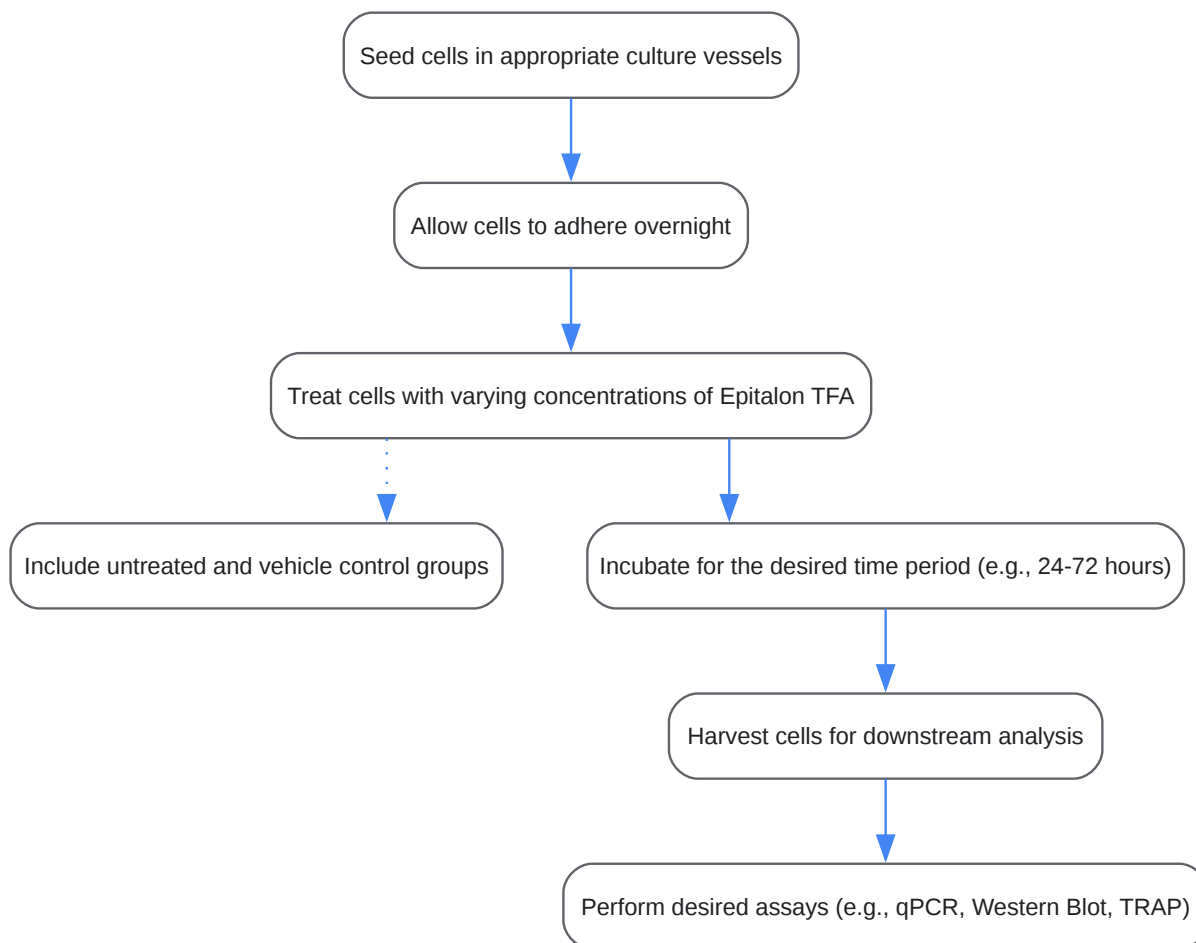 Seed cells in appropriate culture vessels
Allow cells to adhere overnight
Treat cells with varying concentrations of Epitalon TFA
Include untreated and vehicle control groups
Incubate for the desired time period (e.g., 24-72 hours)
Harvest cells for downstream analysis
Perform desired assays (e.g., qPCR, Western Blot, TRAP)